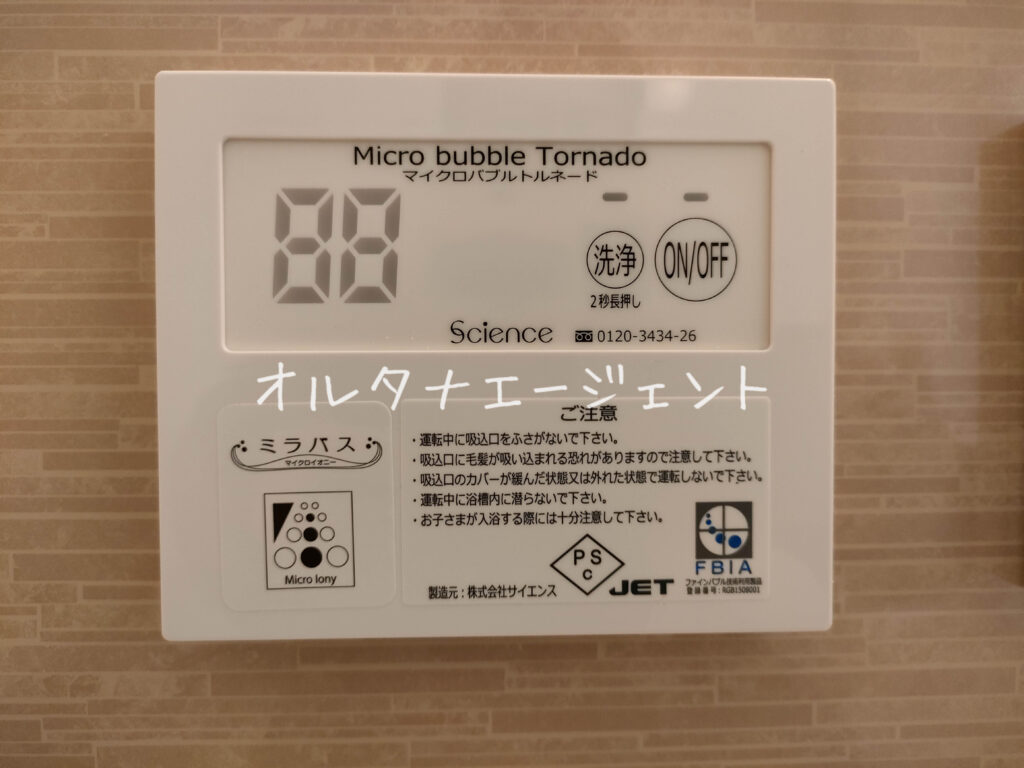 Micro bubble Tornado
マイクロバブルトルネード
88
洗浄
ON/OFF
2秒長押し
Science
0120-3434-26
オルタナエージェント
ミラバス
マイクロイオニー
Micro Iony
ご注意
・運転中に吸込口をふさがないで下さい。
・吸込口に毛髪が吸い込まれる恐れがありますので注意して下さい。
・吸込口のカバーが緩んだ状態又は外れた状態で運転しないで下さい。
・運転中に浴槽内に潜らないで下さい。
・お子さまが入浴する際には十分注意して下さい。
製造元：株式会社サイエンス
PS
C
JET
FBIA
ファインバブル技術利用製品
登録番号：RGB1509001